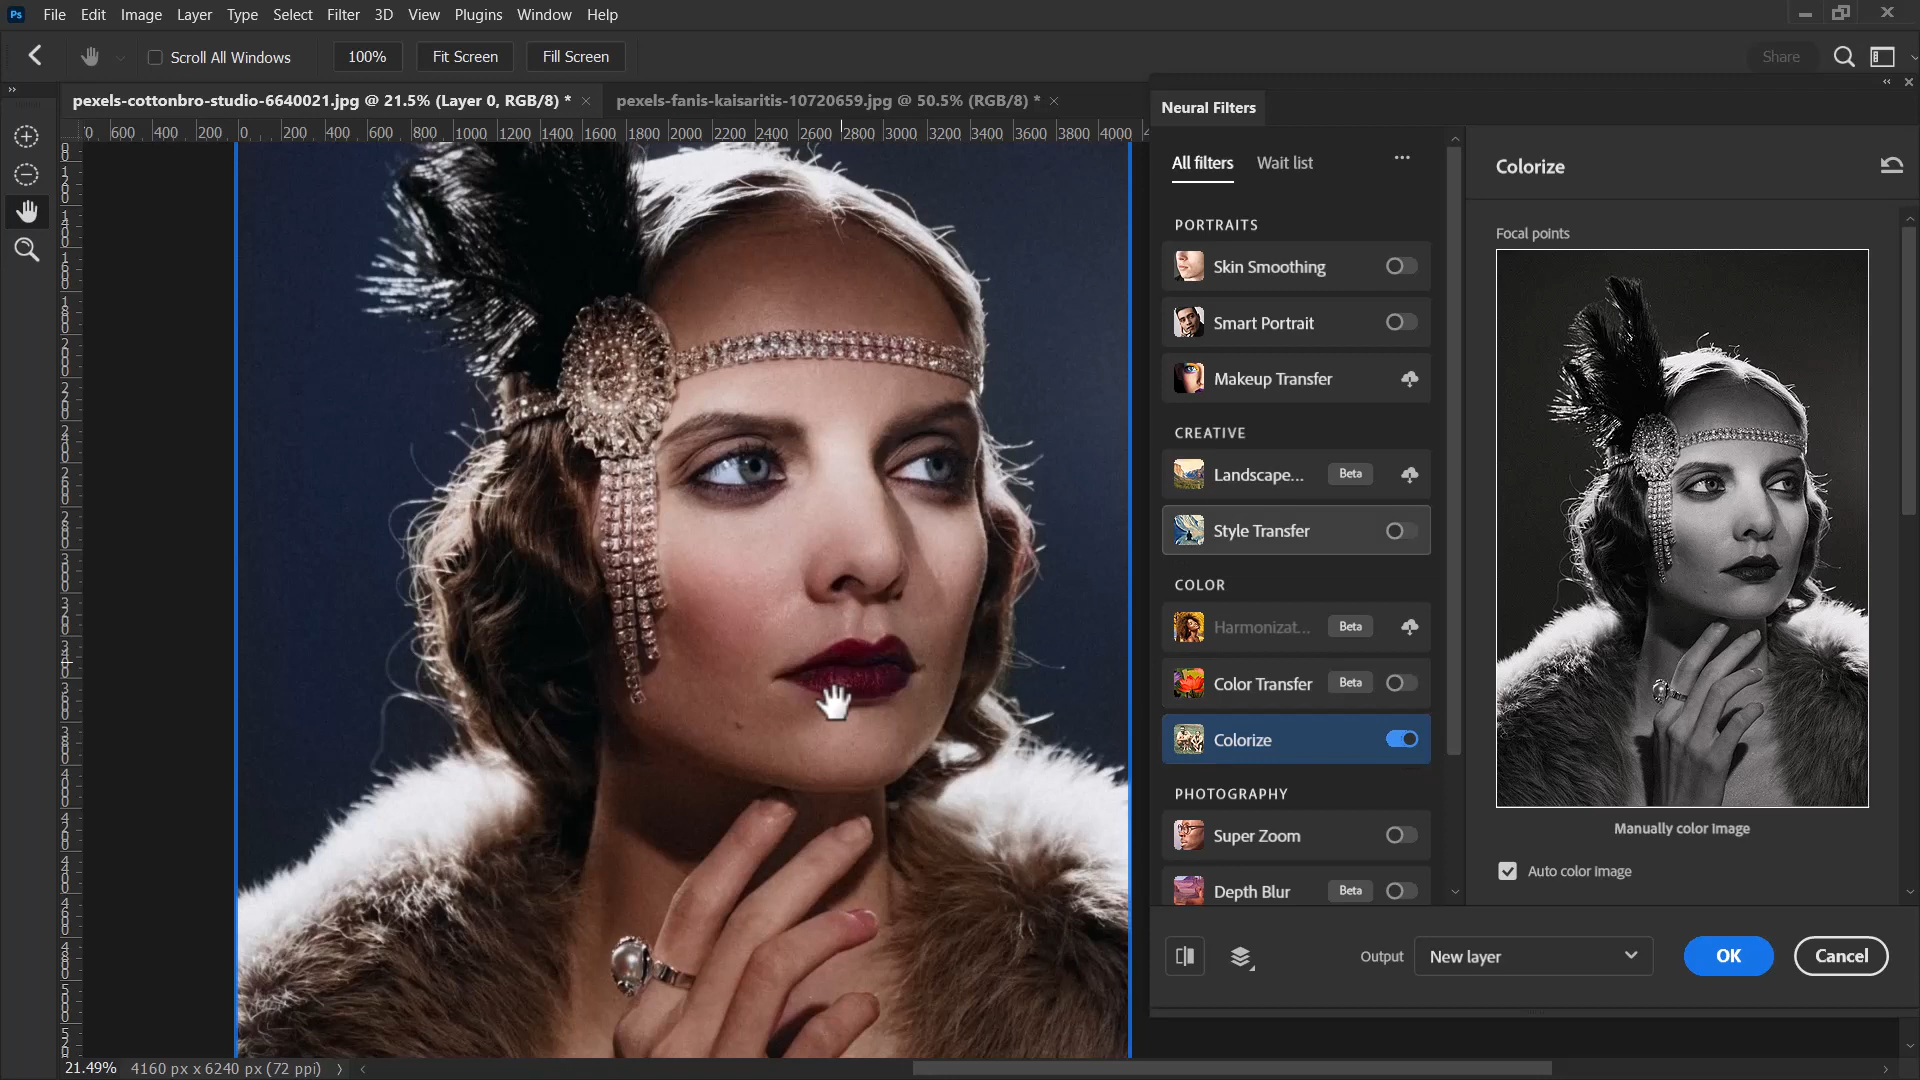 Ps File Edit Image Layer Type Select Filter 3D View Plugins Window Help
Scroll All Windows 100% Fit Screen Fill Screen Share
pexels-cottonbro-studio-6640021.jpg @ 21.5% (Layer 0, RGB/8) * × pexels-fanis-kaisaritis-10720659.jpg @ 50.5% (RGB/8) * ×
600 400 200 0 200 400 600 800 1000 1200 1400 1600 1800 2000 2200 2400 2600 2800 3000 3200 3400 3600 3800 4000
Neural Filters
All filters Wait list ...
PORTRAITS
Skin Smoothing
Smart Portrait
Makeup Transfer
CREATIVE
Landscape... Beta
Style Transfer
COLOR
Harmonizat... Beta
Color Transfer Beta
Colorize
PHOTOGRAPHY
Super Zoom
Depth Blur Beta
Colorize
Focal points
Manually color image
Auto color image
Output New layer OK Cancel
21.49% 4160 px x 6240 px (72 ppi)